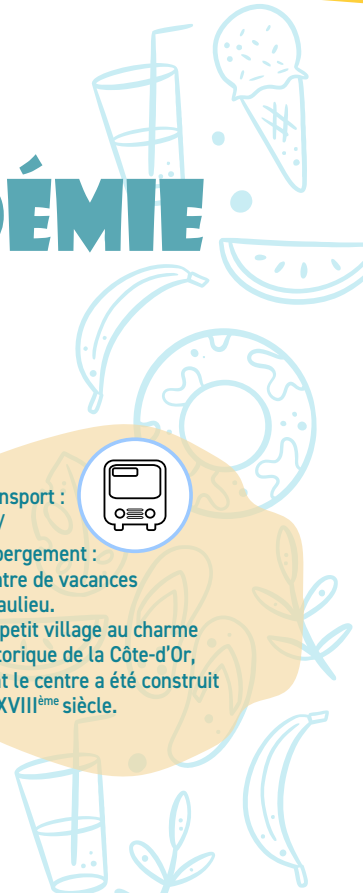 ÉMIE
nsport :
/
bergement :
ntre de vacances
aulieu.
petit village au charme
torique de la Côte-d'Or,
t le centre a été construit
XVIIIème siècle.